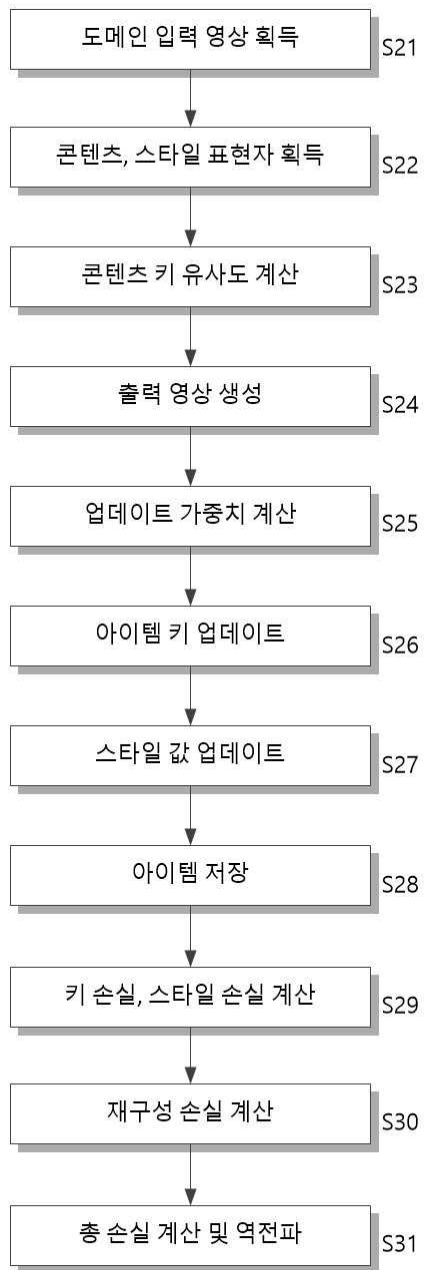 도메인 입력 영상 획득
S21
콘텐츠, 스타일 표현자 획득
S22
콘텐츠 키 유사도 계산
S23
출력 영상 생성
S24
업데이트 가중치 계산
S25
아이템 키 업데이트
S26
스타일 값 업데이트
S27
아이템 저장
S28
키 손실, 스타일 손실 계산
S29
재구성 손실 계산
S30
총 손실 계산 및 역전파
S31